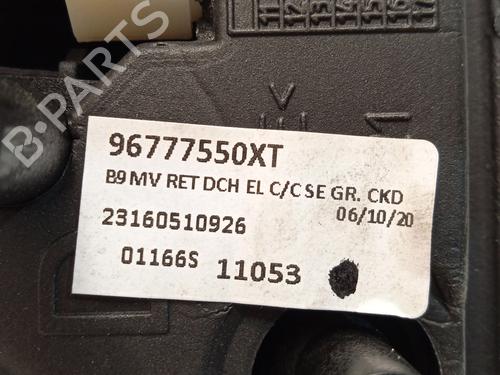 B-PARTS
96777550XT
B9 MV RET DCH EL C/C SE GR. CKD
06/10/20
23160510926
01166S 11053